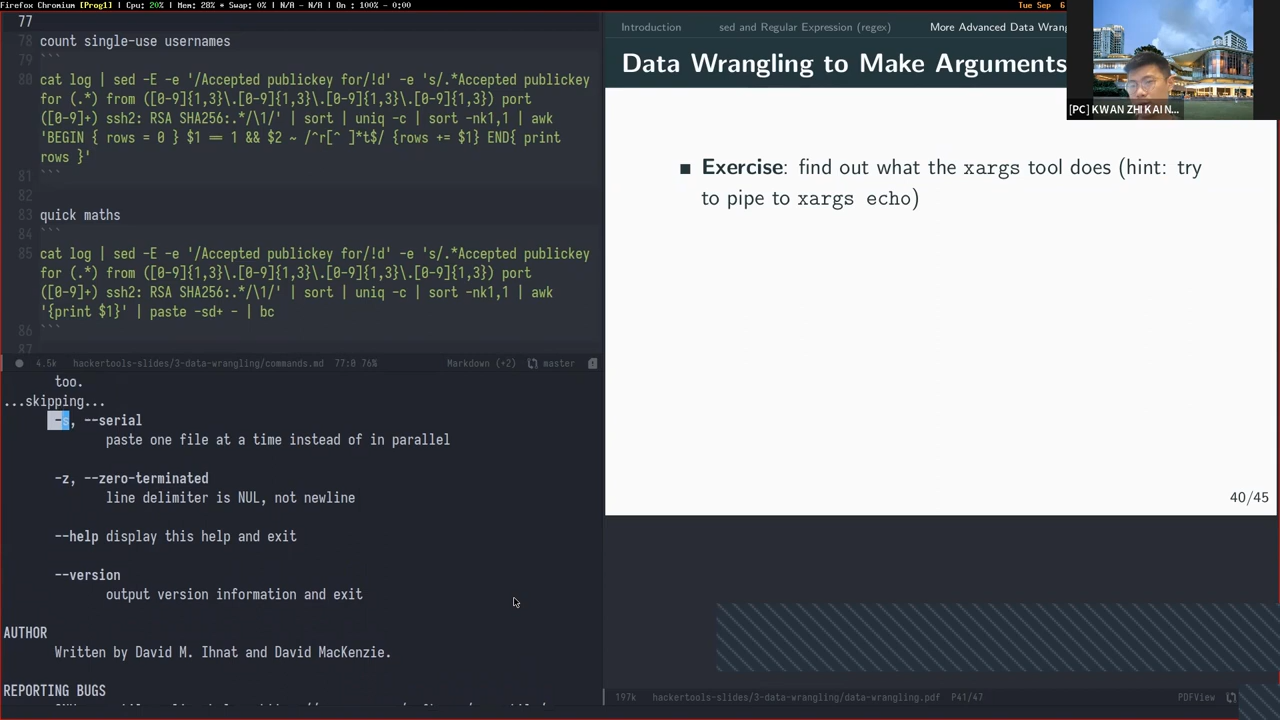 Firefox Chromium [Prog1] | Cpu: 20% | Mem: 28% * Swap: 0% | N/A - N/A | On : 100% - 0:00
Tue Sep 6
77
78 count single-use usernames
79 ```
80 cat log | sed -E -e '/Accepted publickey for/!d' -e 's/.*Accepted publickey
for (.*) from ([0-9]{1,3}\.[0-9]{1,3}\.[0-9]{1,3}\.[0-9]{1,3}) port
([0-9]+) ssh2: RSA SHA256:.*/\1/' | sort | uniq -c | sort -nk1,1 | awk
'BEGIN { rows = 0 } $1 == 1 && $2 ~ /^r[^ ]*t$/ {rows += $1} END{ print
rows }'
81 ```
82
83 quick maths
84 ```
85 cat log | sed -E -e '/Accepted publickey for/!d' -e 's/.*Accepted publickey
for (.*) from ([0-9]{1,3}\.[0-9]{1,3}\.[0-9]{1,3}\.[0-9]{1,3}) port
([0-9]+) ssh2: RSA SHA256:.*/\1/' | sort | uniq -c | sort -nk1,1 | awk
'{print $1}' | paste -sd+ - | bc
86 ```
87
4.5k hackertools-slides/3-data-wrangling/commands.md 77:0 76% Markdown (+2) master
too.
...skipping...
-s, --serial
paste one file at a time instead of in parallel
-z, --zero-terminated
line delimiter is NUL, not newline
--help display this help and exit
--version
output version information and exit
AUTHOR
Written by David M. Ihnat and David MacKenzie.
REPORTING BUGS
Introduction sed and Regular Expression (regex) More Advanced Data Wrang
Data Wrangling to Make Arguments
[PC] KWAN ZHI KAI N...
■ Exercise: find out what the xargs tool does (hint: try
to pipe to xargs echo)
40/45
197k hackertools-slides/3-data-wrangling/data-wrangling.pdf P41/47 PDFView